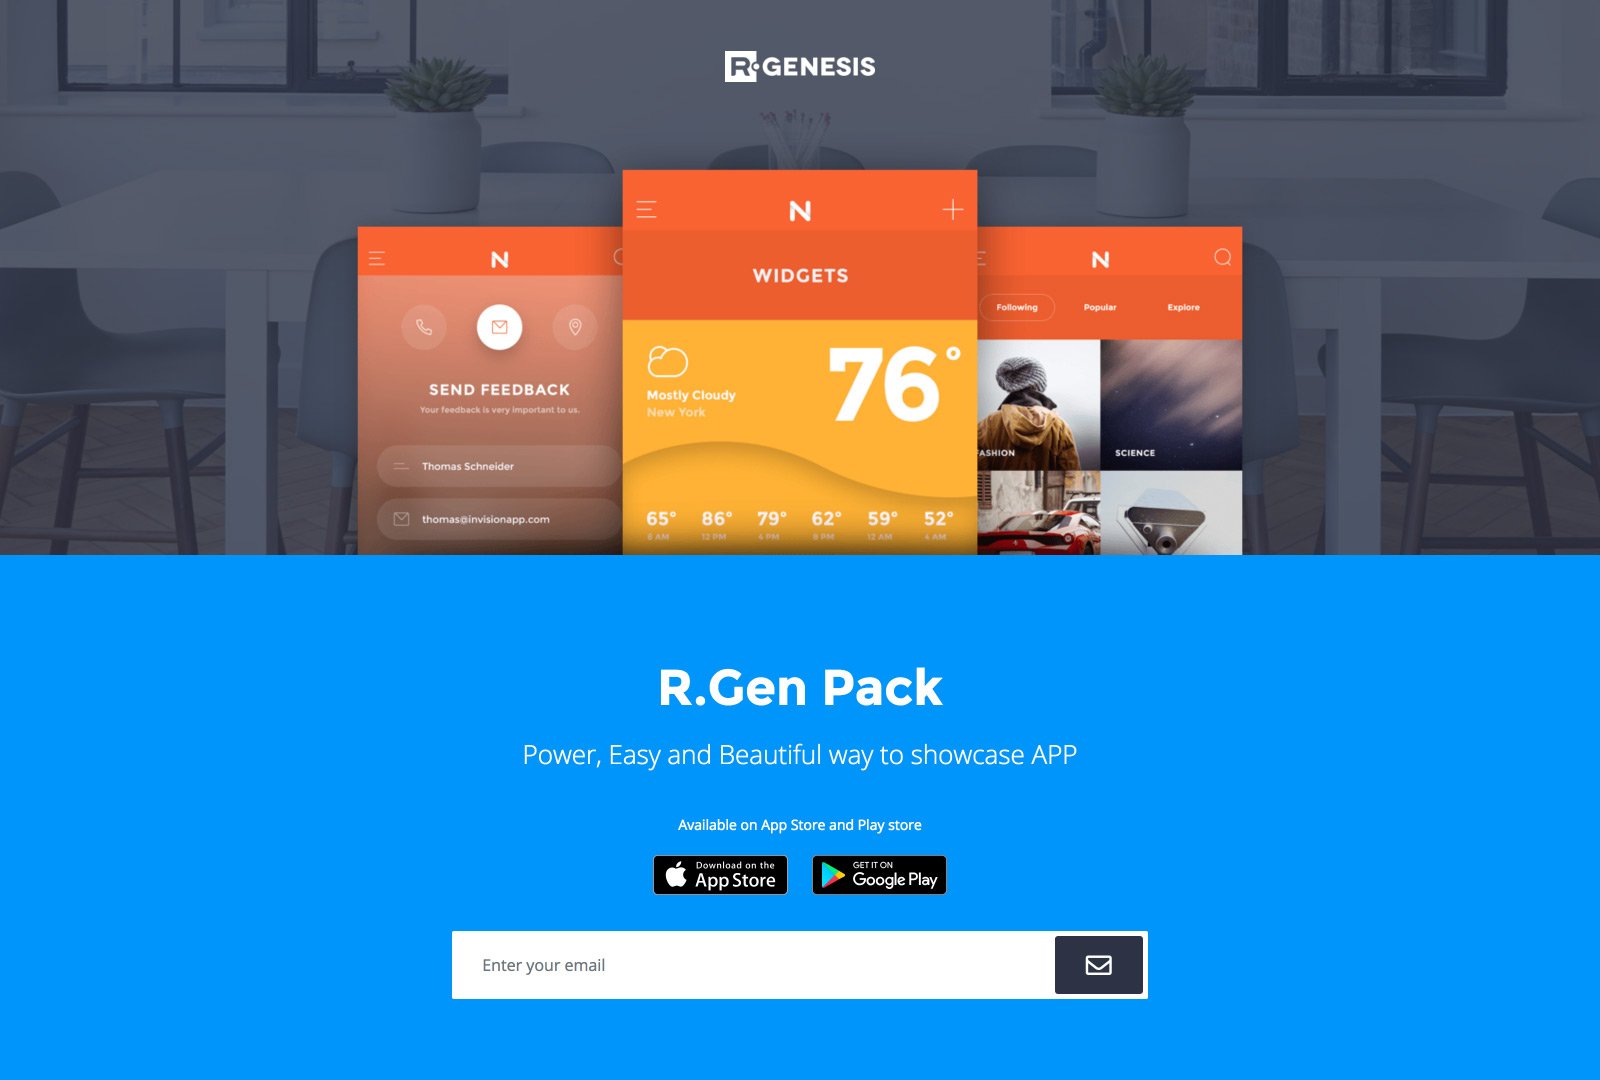 R.GENESIS
N
WIDGETS
76°
Mostly Cloudy
New York
65° 86° 79° 62° 59° 52°
6 AM 12 PM 4 PM 8 PM 12 AM 4 AM
N
SEND FEEDBACK
Your feedback is very important to us.
Thomas Schneider
thomas@invisionapp.com
N
Following Popular Explore
FASHION SCIENCE
R.Gen Pack
Power, Easy and Beautiful way to showcase APP
Available on App Store and Play store
Download on the
App Store
GET IT ON
Google Play
Enter your email